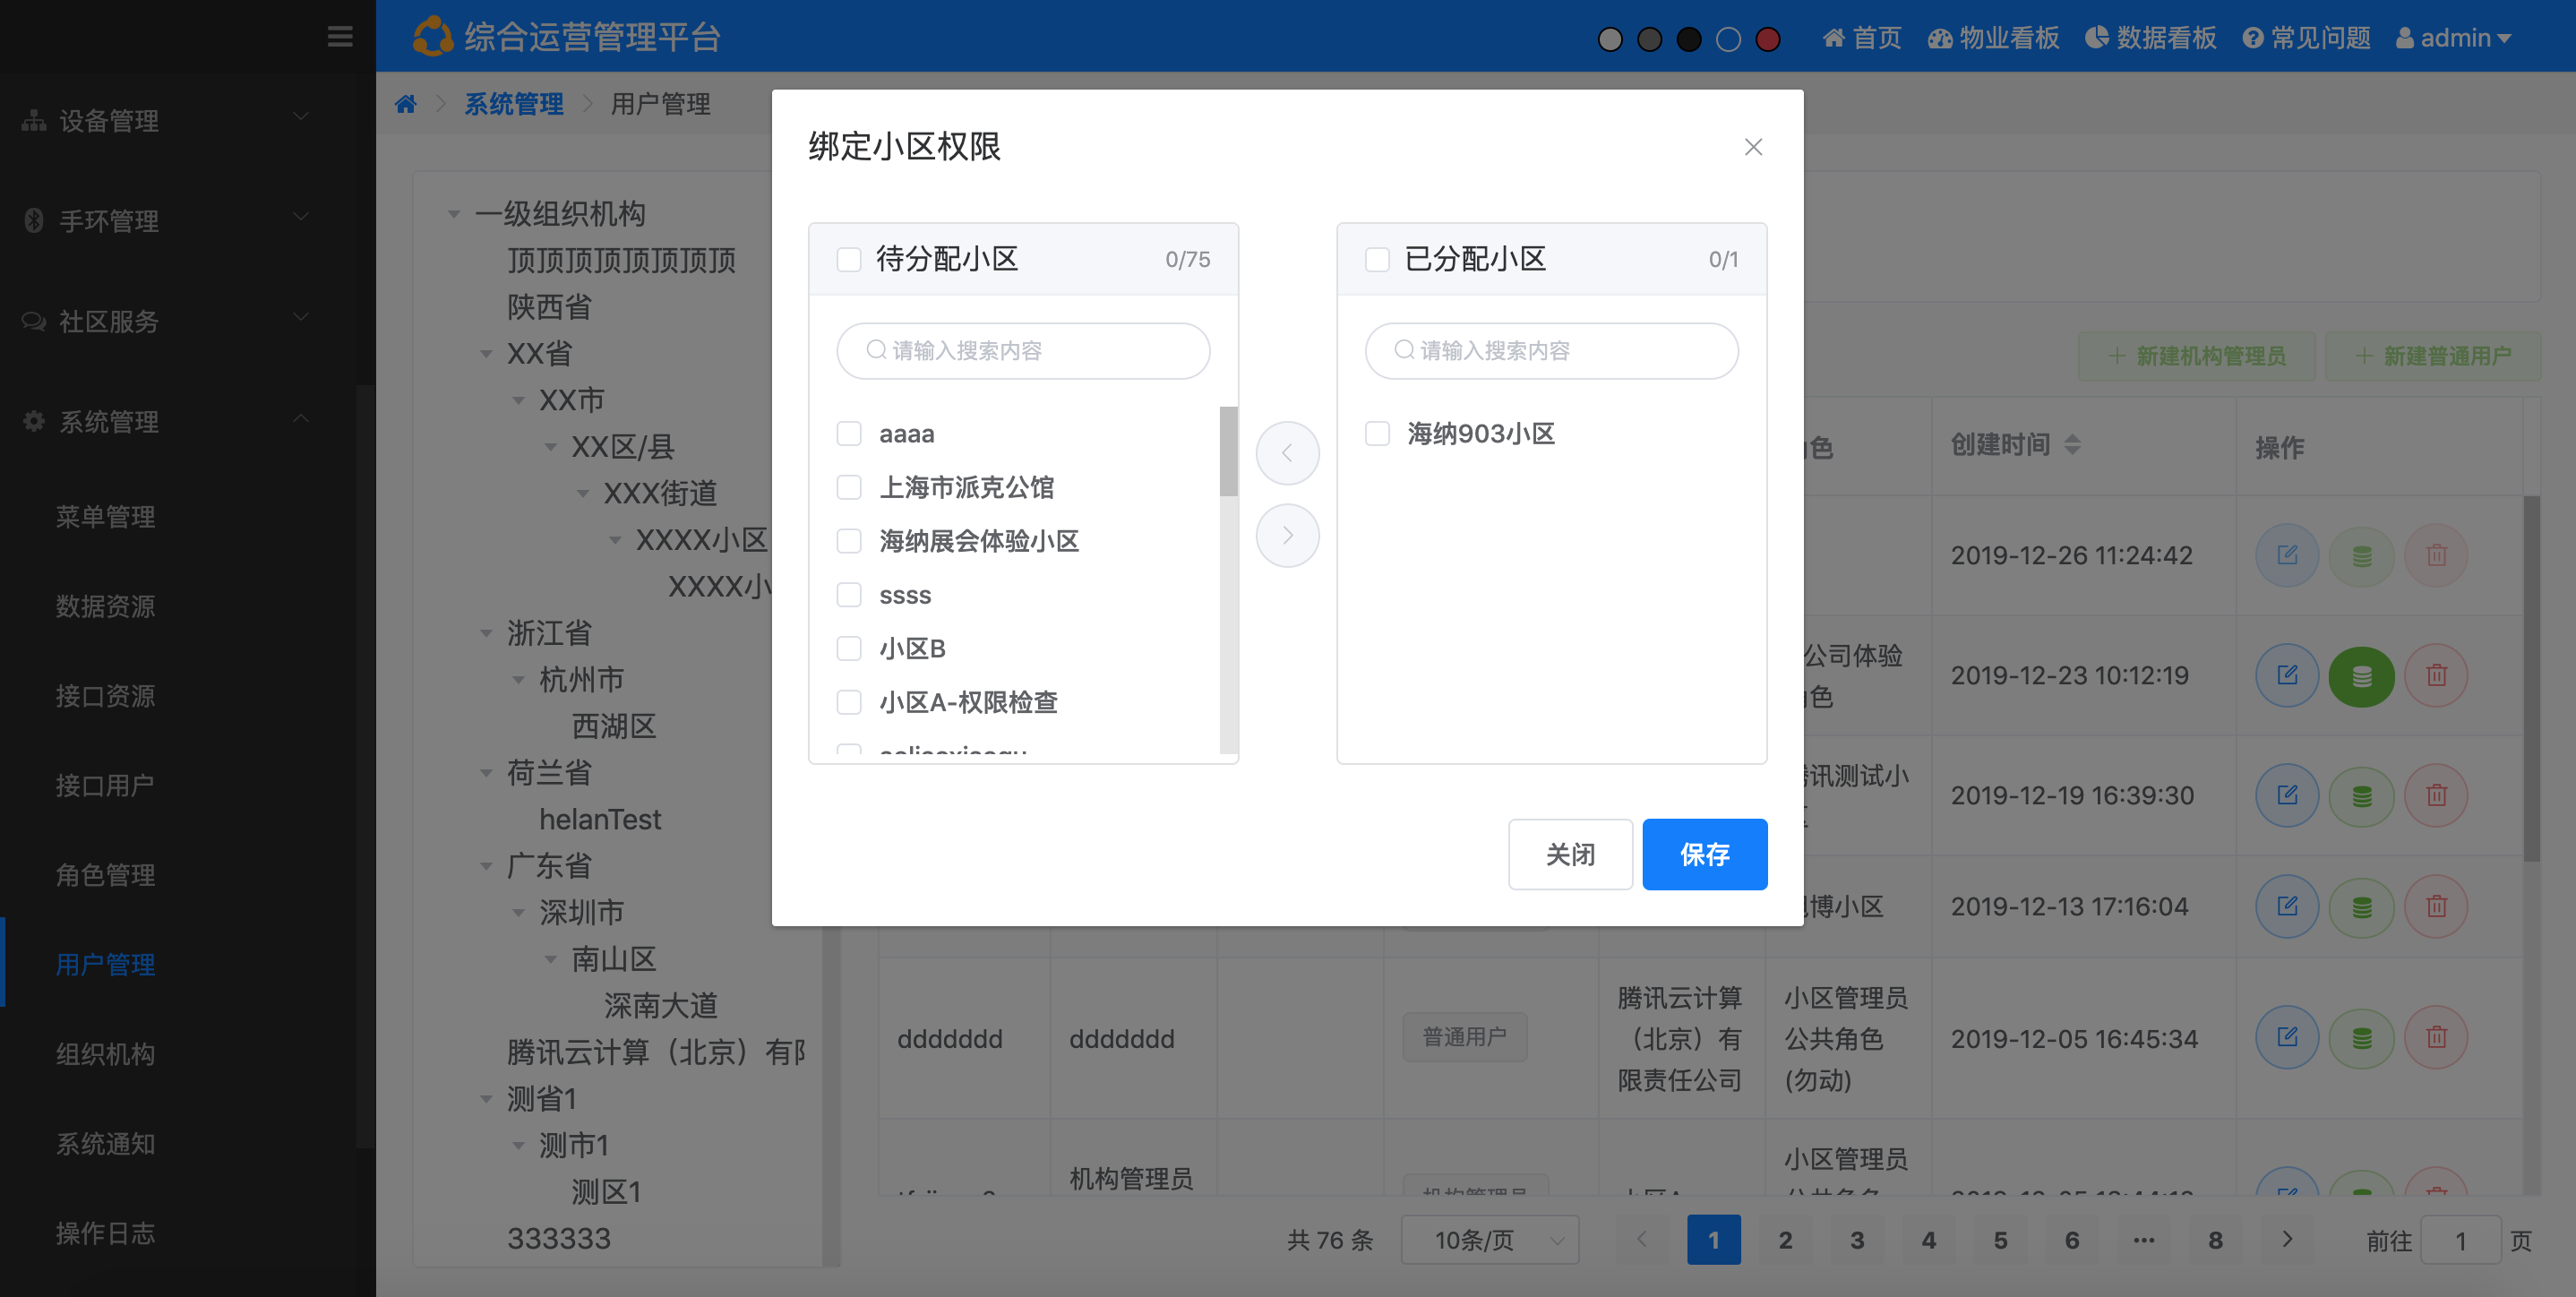 综合运营管理平台
首页
物业看板
数据看板
常见问题
admin
设备管理
手环管理
社区服务
系统管理
菜单管理
数据资源
接口资源
接口用户
角色管理
用户管理
组织机构
系统通知
操作日志
系统管理
用户管理
一级组织机构
顶顶顶顶顶顶顶顶
陕西省
XX省
XX市
XX区/县
XXX街道
XXXX小区
XXXX小
浙江省
杭州市
西湖区
荷兰省
helanTest
广东省
深圳市
南山区
深南大道
腾讯云计算（北京）有
测省1
测市1
测区1
333333
绑定小区权限
待分配小区 0/75
请输入搜索内容
aaaa
上海市派克公馆
海纳展会体验小区
ssss
小区B
小区A-权限检查
已分配小区 0/1
请输入搜索内容
海纳903小区
关闭
保存
新建机构管理员
新建普通用户
色
创建时间
操作
2019-12-26 11:24:42
公司体验
色
2019-12-23 10:12:19
讯测试小
2019-12-19 16:39:30
博小区
2019-12-13 17:16:04
ddddddd
ddddddd
普通用户
腾讯云计算
（北京）有
限责任公司
小区管理员
公共角色
(勿动)
2019-12-05 16:45:34
机构管理员
机构管理员
小区管理员
共 76 条
10条/页
1
2
3
4
5
6
···
8
前往
1
页